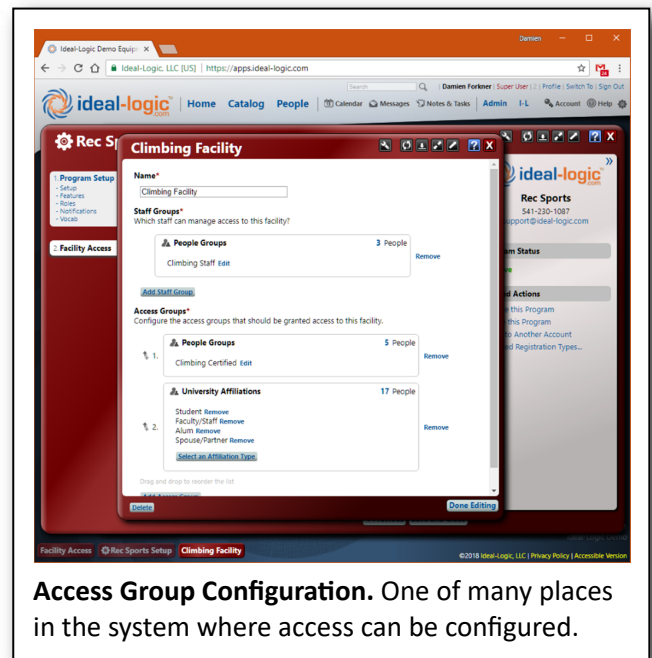 Damien
Ideal-Logic Demo Equip
Ideal-Logic, LLC [US] | https://apps.ideal-logic.com
24
Search
Damien Forkner | Super User | 2 | Profile | Switch To | Sign Out
ideal-logic.com | Home Catalog People | Calendar Messages Notes & Tasks | Admin I-L Account Help
Rec Sp
Climbing Facility
? X
? X
1. Program Setup
- Setup
- Features
- Roles
- Notifications
- Vocab
2. Facility Access
Name*
Climbing Facility
Staff Groups*
Which staff can manage access to this facility?
People Groups 3 People
Climbing Staff Edit
Remove
Add Staff Group
Access Groups*
Configure the access groups that should be granted access to this facility.
1. People Groups 5 People
Climbing Certified Edit
Remove
2. University Affiliations 17 People
Student Remove
Faculty/Staff Remove
Alum Remove
Spouse/Partner Remove
Select an Affiliation Type
Remove
Drag and drop to reorder the list
Delete
Done Editing
»
ideal-logic.com
Rec Sports
541-230-1087
upport@ideal-logic.com
am Status
ve
d Actions
e this Program
this Program
to Another Account
ed Registration Types...
Facility Access Rec Sports Setup Climbing Facility
©2018 Ideal-Logic, LLC | Privacy Policy | Accessible Version
Access Group Configuration. One of many places
in the system where access can be configured.